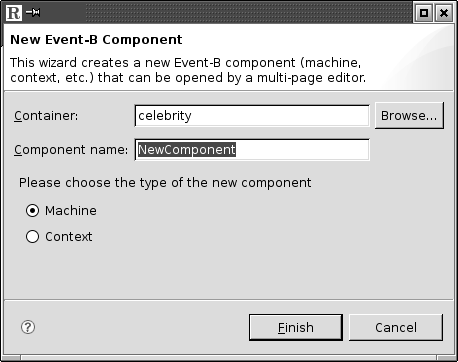 R
New Event-B Component
This wizard creates a new Event-B component (machine,
context, etc.) that can be opened by a multi-page editor.
Container: celebrity Browse...
Component name: NewComponent
Please choose the type of the new component
Machine
Context
? Finish Cancel